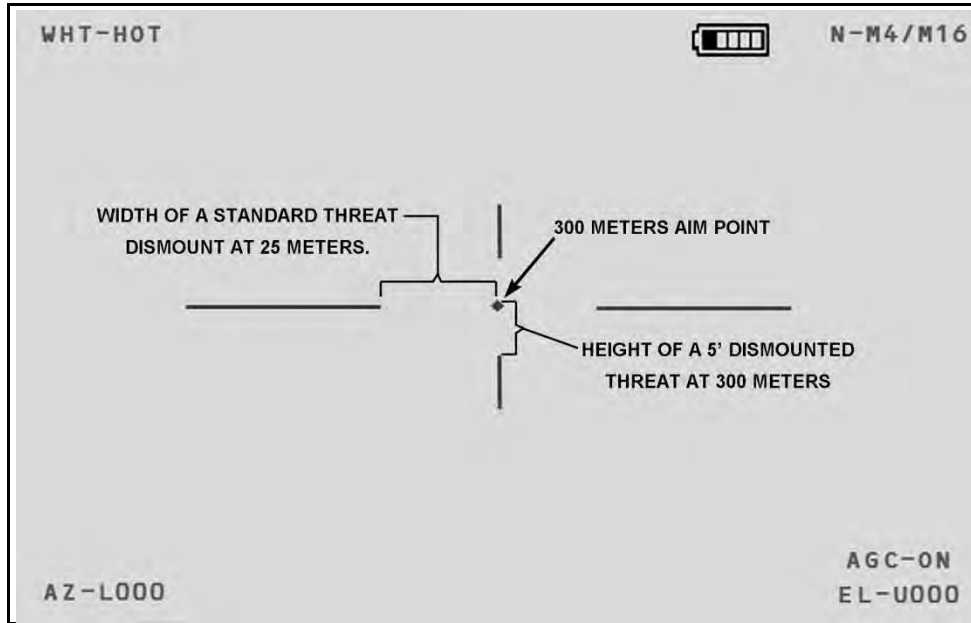 WHT-HOT
N-M4/M16
WIDTH OF A STANDARD THREAT
DISMOUNT AT 25 METERS.
300 METERS AIM POINT
HEIGHT OF A 5' DISMOUNTED
THREAT AT 300 METERS
AGC-ON
AZ-L000
EL-U000